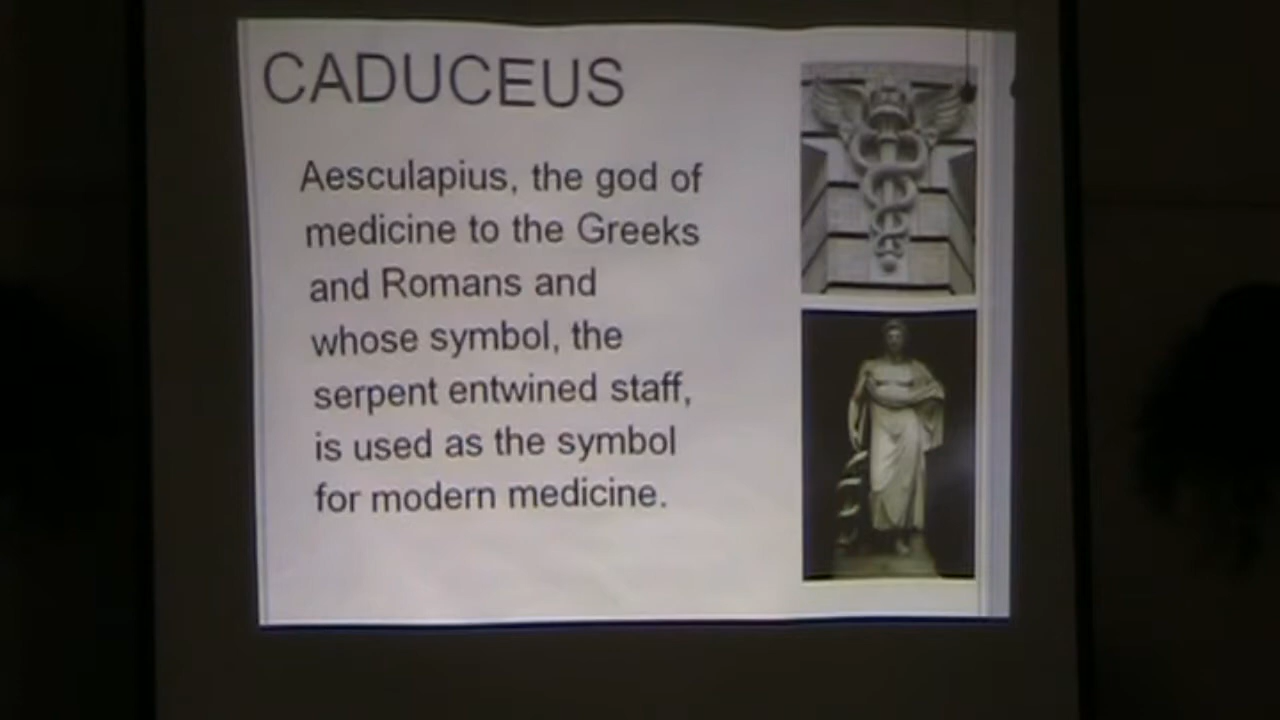 CADUCEUS
Aesculapius, the god of
medicine to the Greeks
and Romans and
whose symbol, the
serpent entwined staff,
is used as the symbol
for modern medicine.